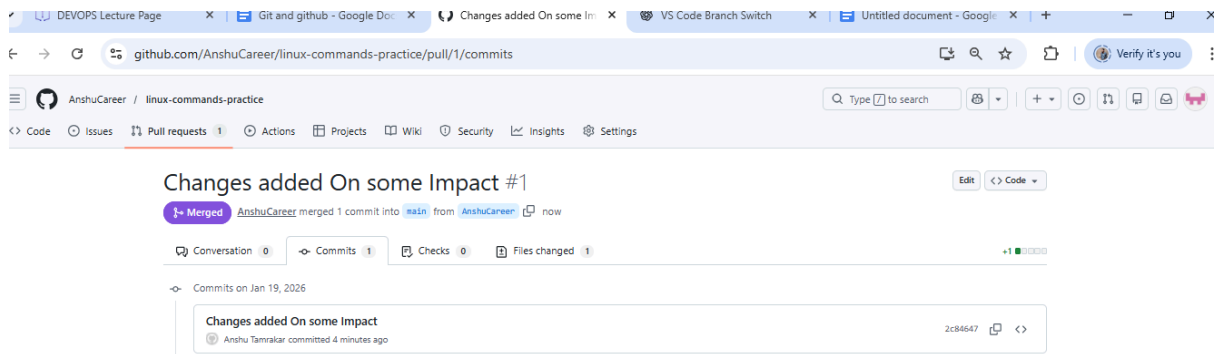 DEVOPS Lecture Page
Git and github - Google Doc
Changes added On some Im
VS Code Branch Switch
Untitled document - Google
github.com/AnshuCareer/linux-commands-practice/pull/1/commits
Verify it's you
AnshuCareer / linux-commands-practice
Type / to search
Code Issues Pull requests 1 Actions Projects Wiki Security Insights Settings
Changes added On some Impact #1
Edit <> Code
Merged AnshuCareer merged 1 commit into main from AnshuCareer now
Conversation 0 Commits 1 Checks 0 Files changed 1 +1
Commits on Jan 19, 2026
Changes added On some Impact
2c84647
Anshu Tamrakar committed 4 minutes ago